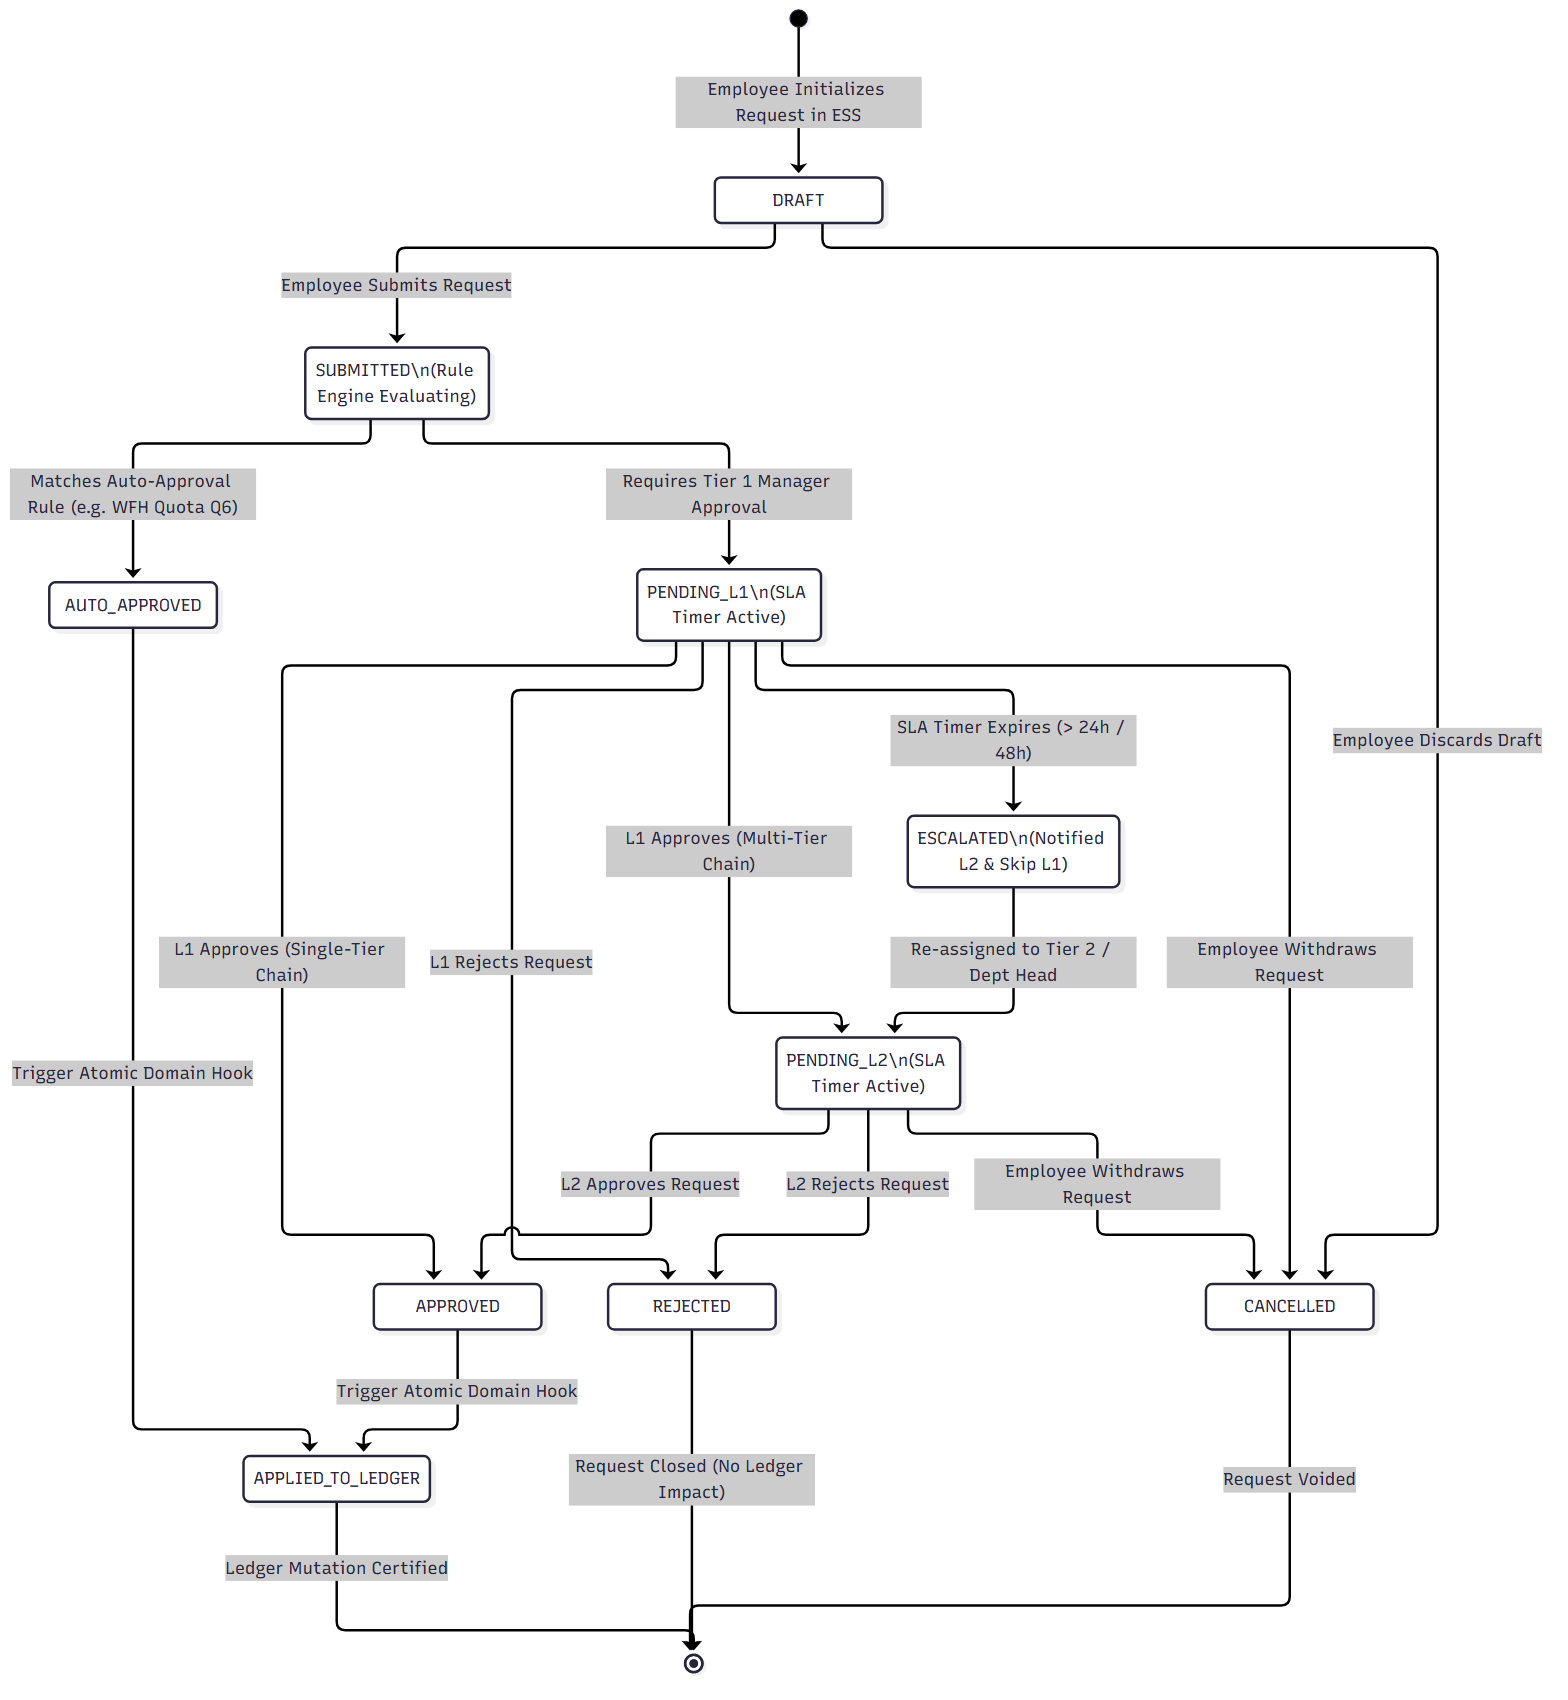 Employee Initializes
Request in ESS
DRAFT
Employee Submits Request
SUBMITTED\n(Rule
Engine Evaluating)
Matches Auto-Approval
Rule (e.g. WFH Quota Q6)
Requires Tier 1 Manager
Approval
AUTO_APPROVED
PENDING_L1\n(SLA
Timer Active)
SLA Timer Expires (> 24h /
48h)
Employee Discards Draft
L1 Approves (Multi-Tier
Chain)
ESCALATED\n(Notified
L2 & Skip L1)
L1 Approves (Single-Tier
Chain)
L1 Rejects Request
Re-assigned to Tier 2 /
Dept Head
Employee Withdraws
Request
Trigger Atomic Domain Hook
PENDING_L2\n(SLA
Timer Active)
L2 Approves Request
L2 Rejects Request
Employee Withdraws
Request
APPROVED
REJECTED
CANCELLED
Trigger Atomic Domain Hook
APPLIED_TO_LEDGER
Request Closed (No Ledger
Impact)
Request Voided
Ledger Mutation Certified